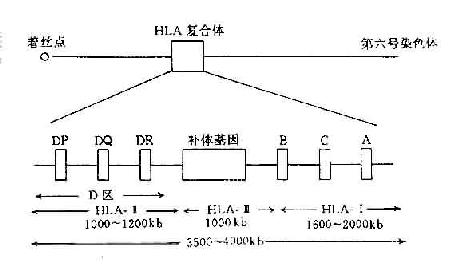 HLA 复合体
着丝点 第六号染色体
DP DQ DR 补体基因 B C A
D 区
HLA-Ⅱ HLA-Ⅲ HLA-Ⅰ
1000~1200kb 1000kb 1600~2000kb
3500~4000kb